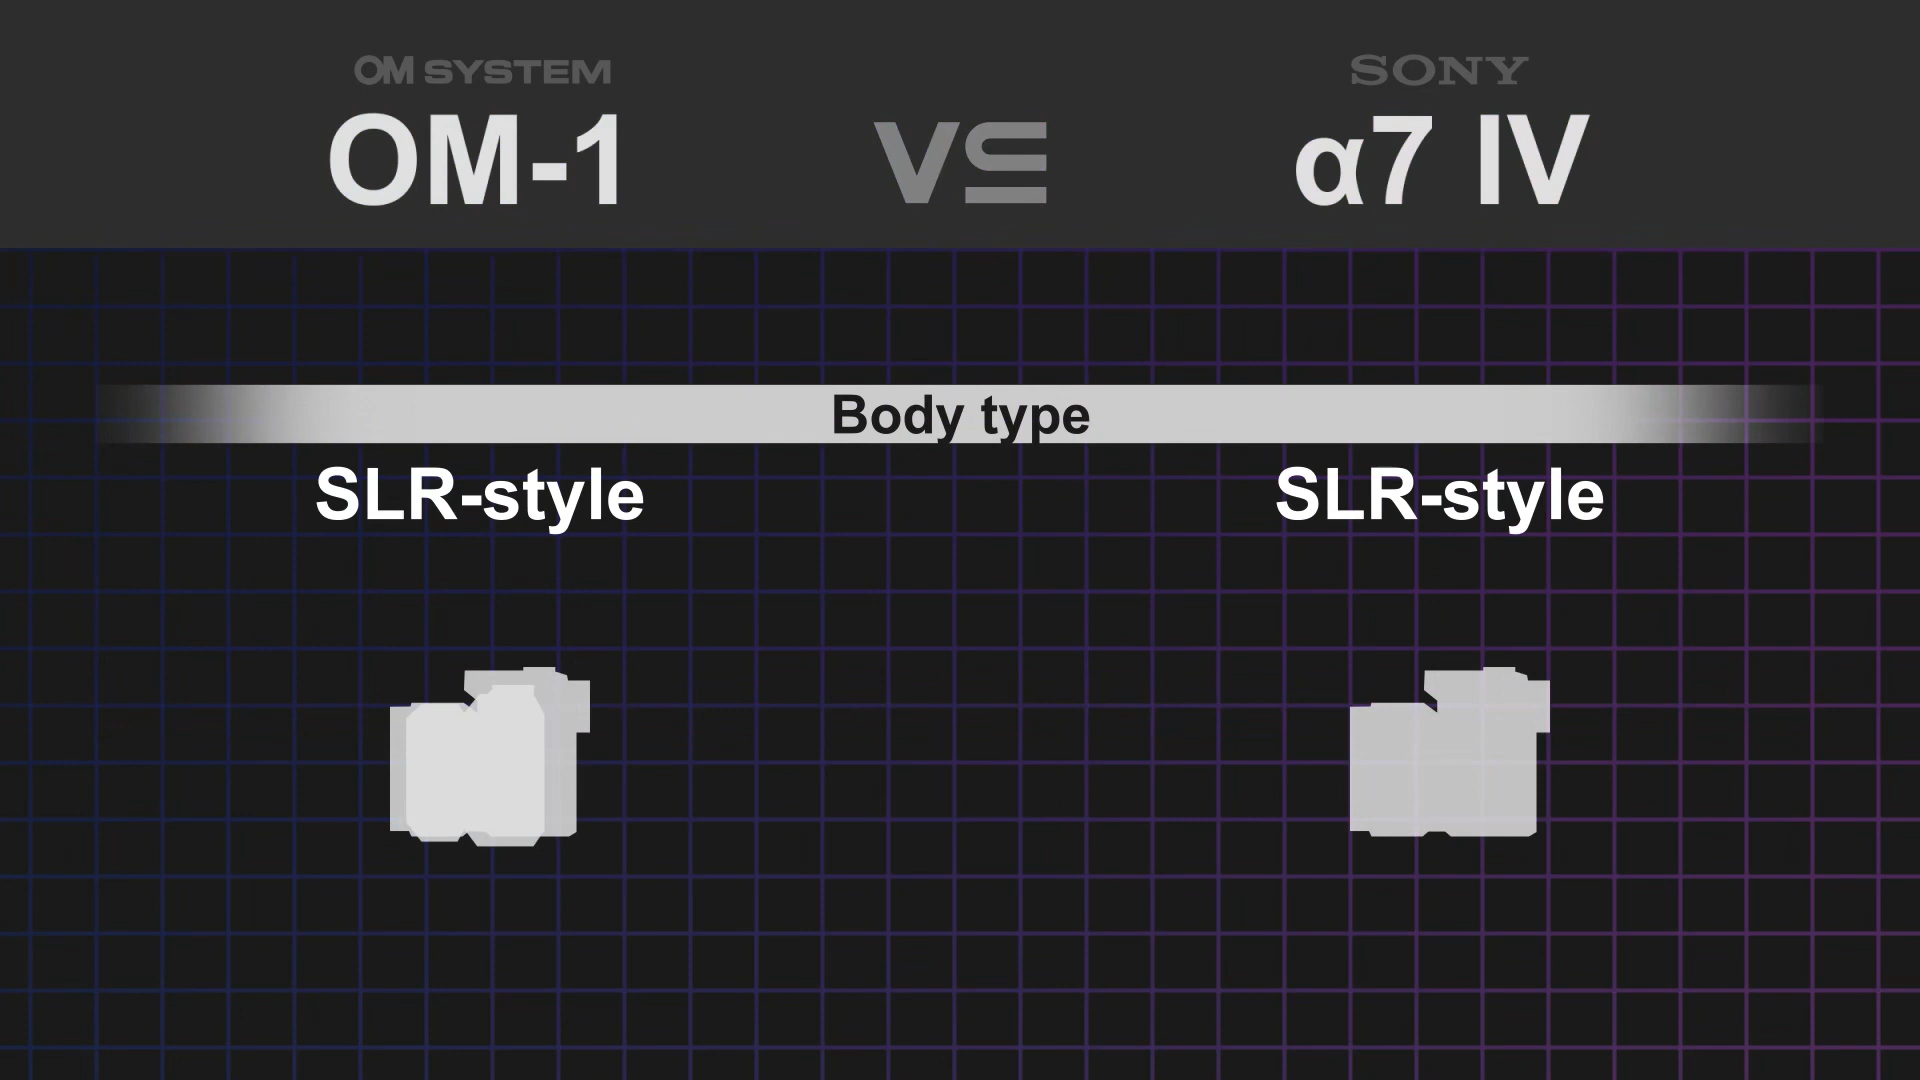 OM SYSTEM
OM-1
VS
SONY
α7 IV
Body type
SLR-style
SLR-style